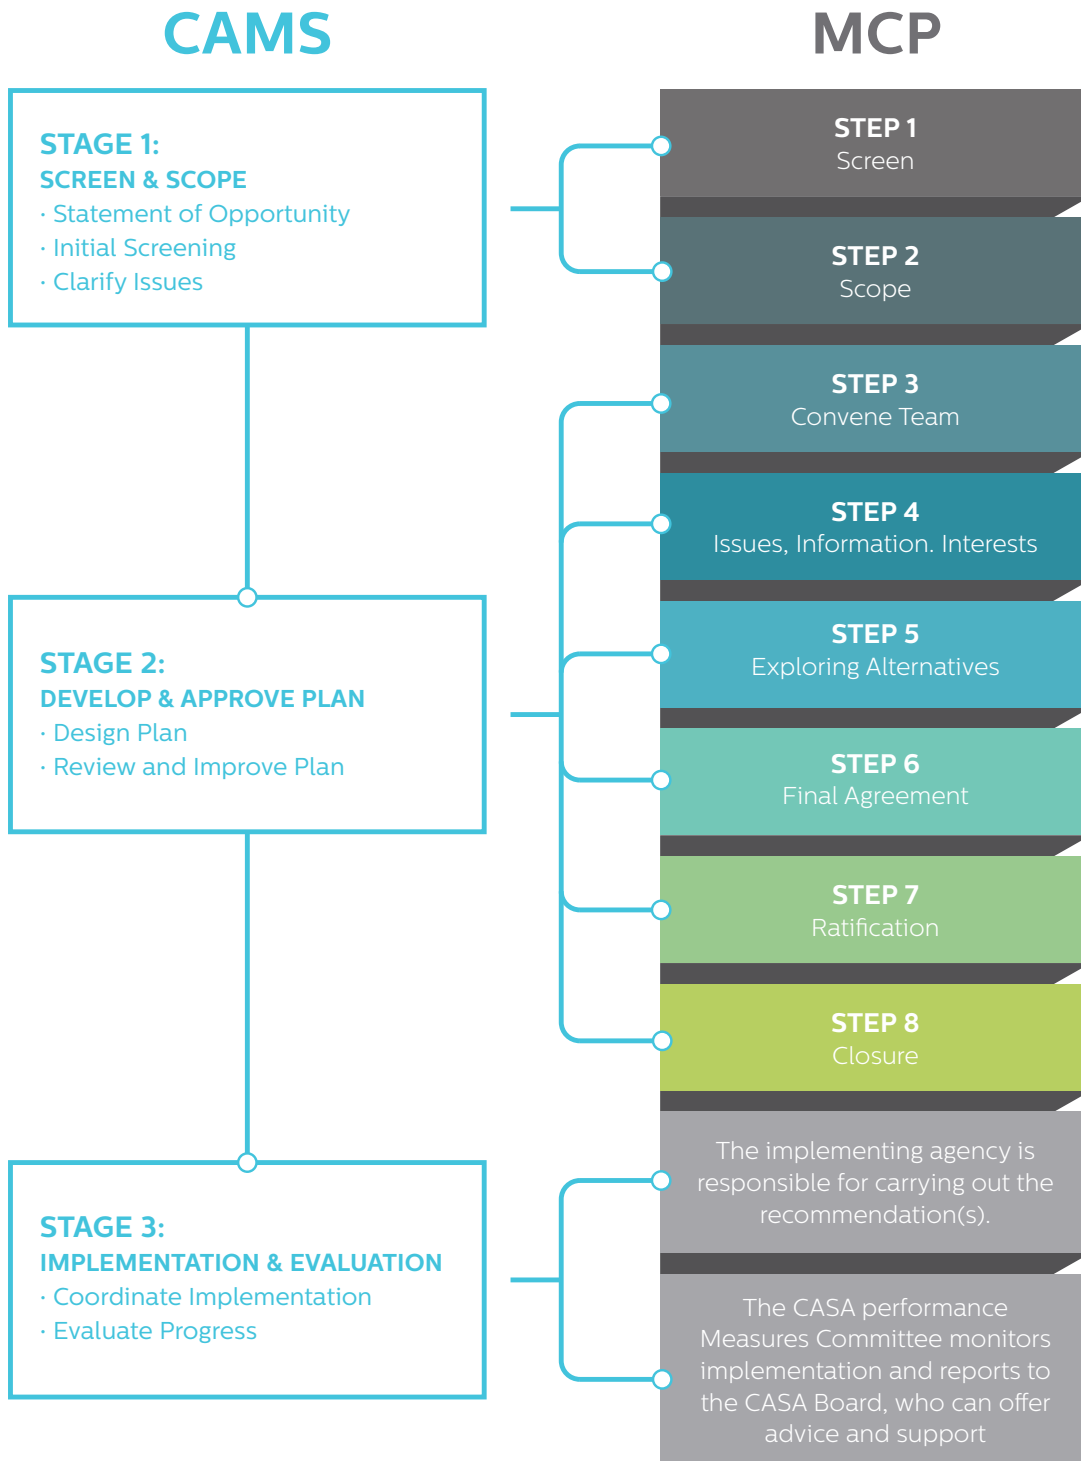 CAMS
MCP
STAGE 1:
SCREEN & SCOPE
· Statement of Opportunity
· Initial Screening
· Clarify Issues
STEP 1
Screen
STEP 2
Scope
STAGE 2:
DEVELOP & APPROVE PLAN
· Design Plan
· Review and Improve Plan
STEP 3
Convene Team
STEP 4
Issues, Information. Interests
STEP 5
Exploring Alternatives
STEP 6
Final Agreement
STEP 7
Ratification
STEP 8
Closure
STAGE 3:
IMPLEMENTATION & EVALUATION
· Coordinate Implementation
· Evaluate Progress
The implementing agency is
responsible for carrying out the
recommendation(s).
The CASA performance
Measures Committee monitors
implementation and reports to
the CASA Board, who can offer
advice and support